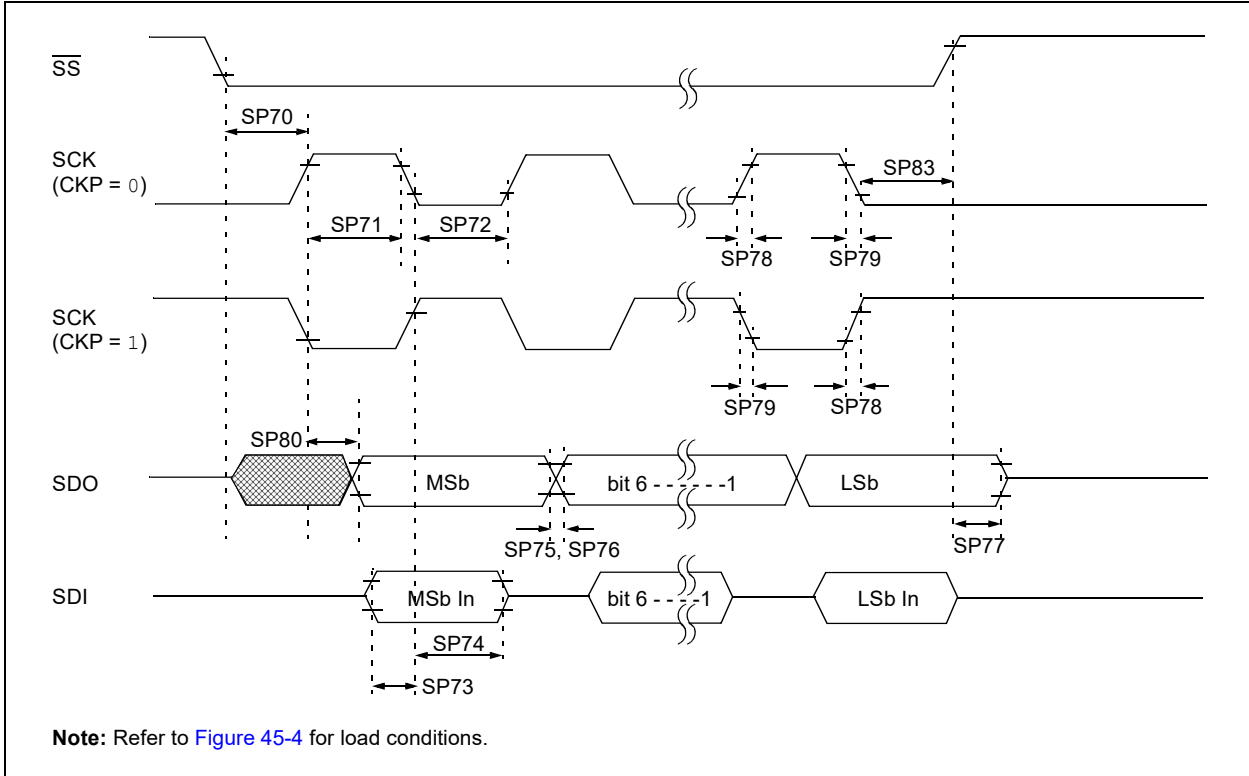 SS
SP70
SCK
(CKP = 0)
SP83
SP71
SP72
SP78
SP79
SCK
(CKP = 1)
SP79
SP78
SP80
SDO
MSb
bit 6 - - - - - -1
LSb
SP75, SP76
SP77
SDI
MSb In
bit 6 - - - -1
LSb In
SP74
SP73
Note: Refer to Figure 45-4 for load conditions.